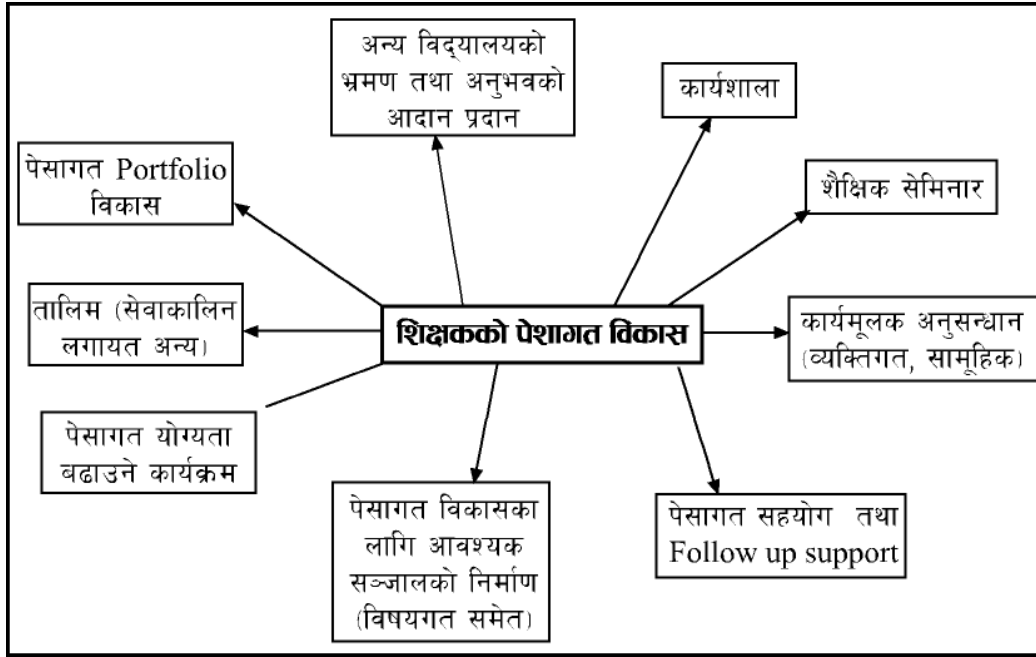 अन्य विद्यालयको
भ्रमण तथा अनुभवको
आदान प्रदान
कार्यशाला
पेसागत Portfolio
विकास
शैक्षिक सेमिनार
तालिम (सेवाकालिन
लगायत अन्य)
शिक्षकको पेशागत विकास
कार्यमूलक अनुसन्धान
(व्यक्तिगत, सामूहिक)
पेसागत योग्यता
बढाउने कार्यक्रम
पेसागत विकासका
लागि आवश्यक
सञ्जालको निर्माण
(विषयगत समेत)
पेसागत सहयोग तथा
Follow up support